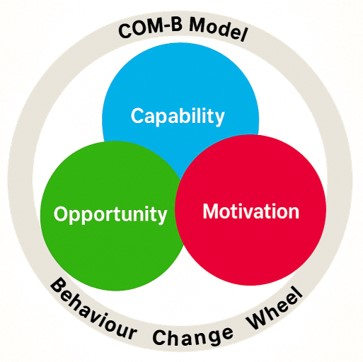 COM-B Model
Capability
Opportunity
Motivation
Behaviour Change Wheel